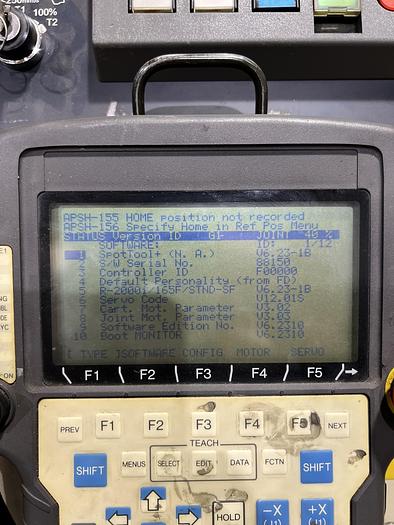 T1
100%
T2
APSH-155 HOME position not recorded
APSH-156 Specify Home in Ref Pos Menu
STATUS Version ID G1 JOINT 40 %
SOFTWARE: ID: 1/12
1 SpotTool+ (N. A.) V6.23-1B
2 S/W Serial No. 88150
3 Controller ID F00000
4 Default Personality (from FD)
5 R-2000i/165F/STND-SF V6.23-1B
6 Servo Code V12.01S
7 Cart. Mot. Parameter V3.02
8 Joint Mot. Parameter V3.03
9 Software Edition No. V6.2310
10 Boot MONITOR V6.2310
[ TYPE ]SOFTWARE CONFIG MOTOR SERVO
F1 F2 F3 F4 F5
PREV F1 F2 F3 F4 F5 NEXT
TEACH
SHIFT MENUS SELECT EDIT DATA FCTN SHIFT
HOLD
-X (J1)
+X (J1)